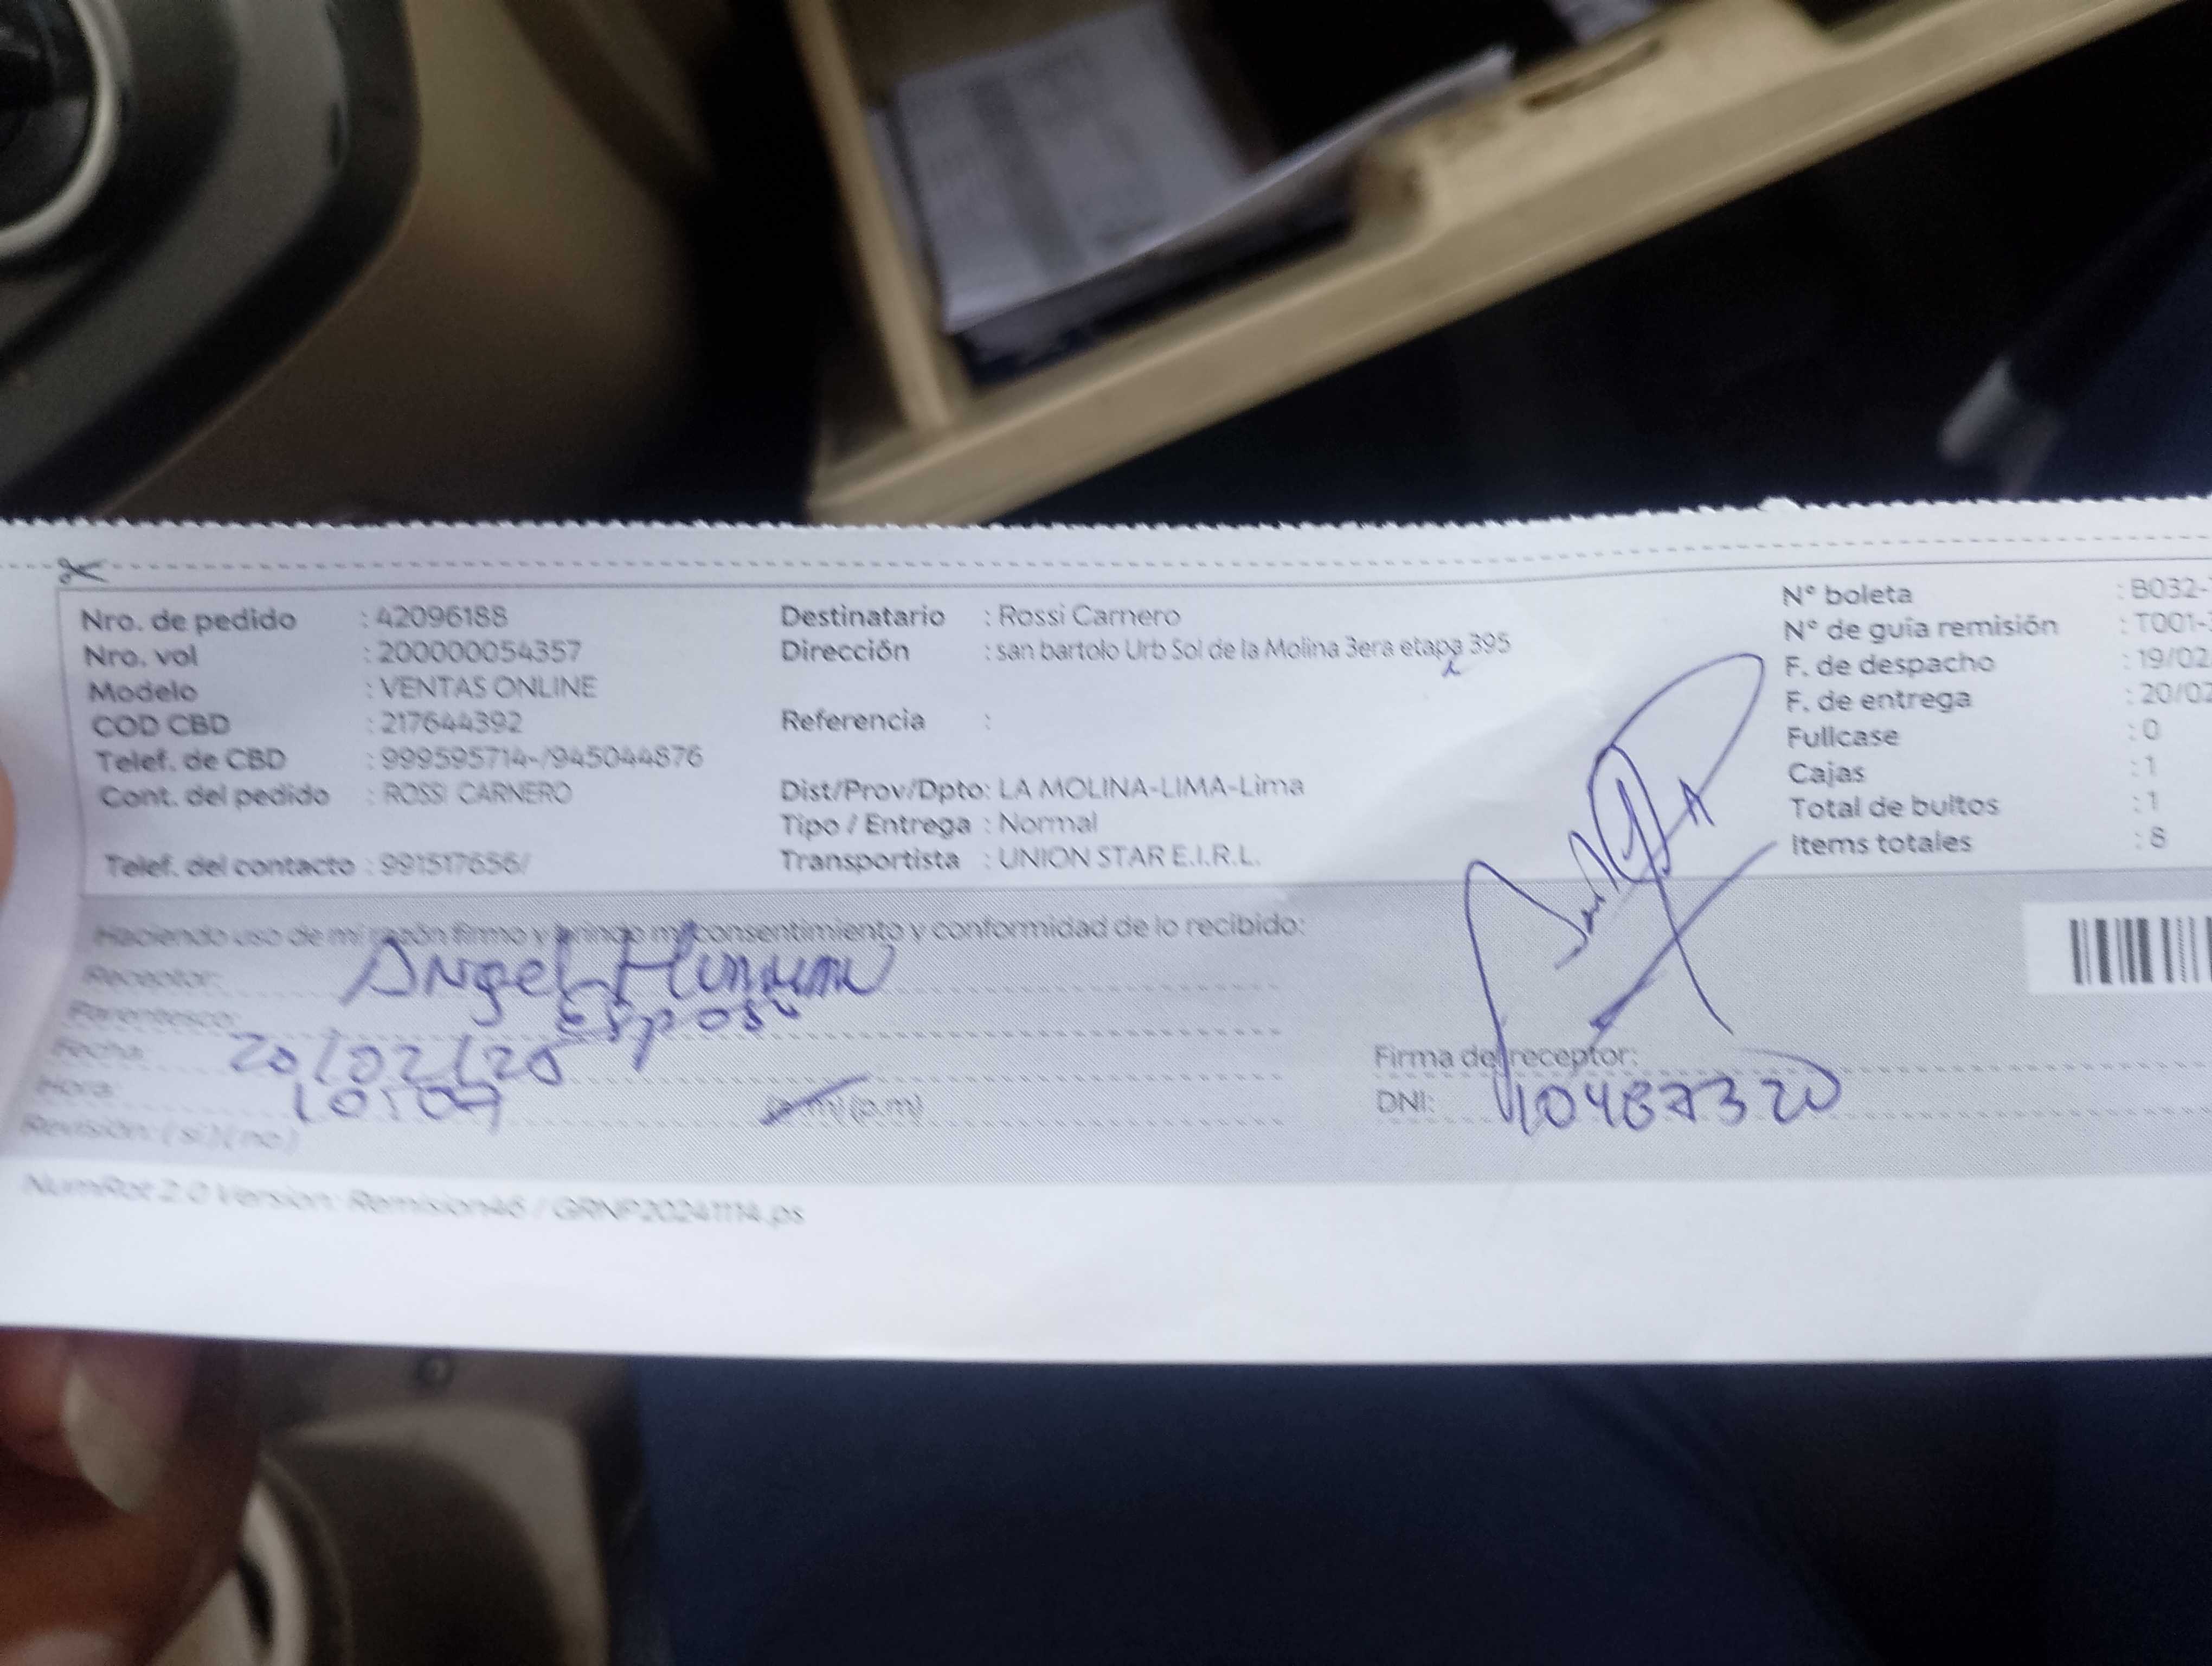 Nro. de pedido : 42096188
Nro. vol : 200000054357
Modelo : VENTAS ONLINE
COD CBD : 217644392
Telef. de CBD : 999595714-/945044876
Cont. del pedido : ROSSI CARNERO
Telef. del contacto : 991517656/
Destinatario : Rossi Carnero
Dirección : san bartolo Urb Sol de la Molina 3era etapa 395
Referencia :
Dist/Prov/Dpto: LA MOLINA-LIMA-Lima
Tipo / Entrega : Normal
Transportista : UNION STAR E.I.R.L.
N° boleta : B032-
N° de guía remisión : T001-
F. de despacho : 19/02
F. de entrega : 20/02
Fullcase : 0
Cajas : 1
Total de bultos : 1
Items totales : 8
Haciendo uso de mi razón firmo y brindo mi consentimiento y conformidad de lo recibido:
Receptor: Angel
Parentesco: Esposo
Fecha: 20/02/25
Hora: 10:07 (a.m) (p.m)
Revisión: ( si ) ( no )
Firma del receptor:
DNI: 10487320
NumRot 2.0 Version: Remision46 / GRNP20241114.ps